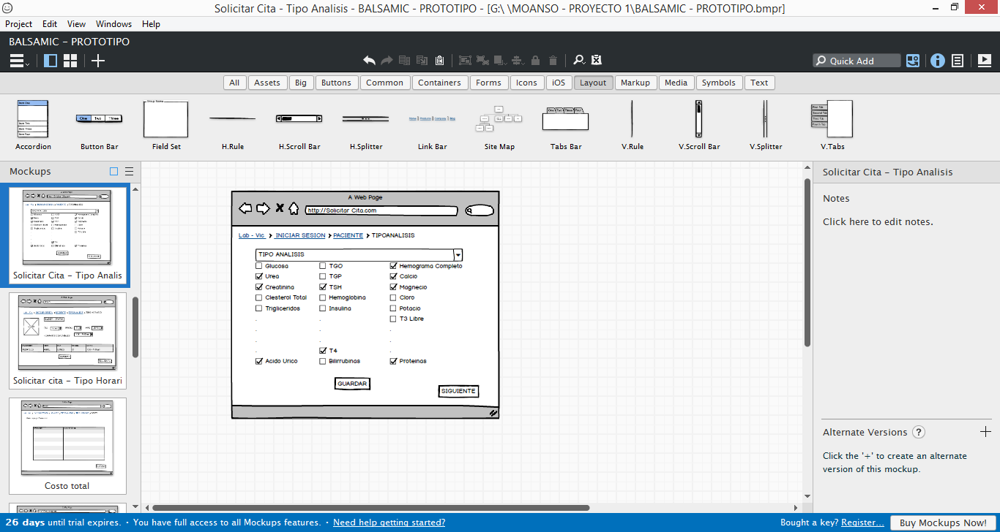 Solicitar Cita - Tipo Analisis - BALSAMIC - PROTOTIPO - [G:\ \MOANSO - PROYECTO 1\BALSAMIC - PROTOTIPO.bmpr]
Project Edit View Windows Help
BALSAMIC - PROTOTIPO
Quick Add
All Assets Big Buttons Common Containers Forms Icons iOS Layout Markup Media Symbols Text
Accordion Button Bar Field Set H.Rule H.Scroll Bar H.Splitter Link Bar Site Map Tabs Bar V.Rule V.Scroll Bar V.Splitter V.Tabs
Mockups
Solicitar Cita - Tipo Analis
Solicitar cita - Tipo Horari
Costo total
A Web Page
http://Solicitar Cita.com
Lab - Vic > INICIAR SESION > PACIENTE > TIPOANALISIS
TIPO ANALISIS
Glucosa TGO Hemograma Completo
Urea TGP Calcio
Creatinina TSH Magnecio
Clesterol Total Hemoglobina Cloro
Trigliceridos Insulina Potacio
. . T3 Libre
. . .
. . .
. T4 .
Acido Urico Bilirrubinas Proteinas
GUARDAR
SIGUIENTE
Solicitar Cita - Tipo Analisis
Notes
Click here to edit notes.
Alternate Versions ?
Click the '+' to create an alternate
version of this mockup.
26 days until trial expires. · You have full access to all Mockups features. · Need help getting started?
Bought a key? Register... Buy Mockups Now!